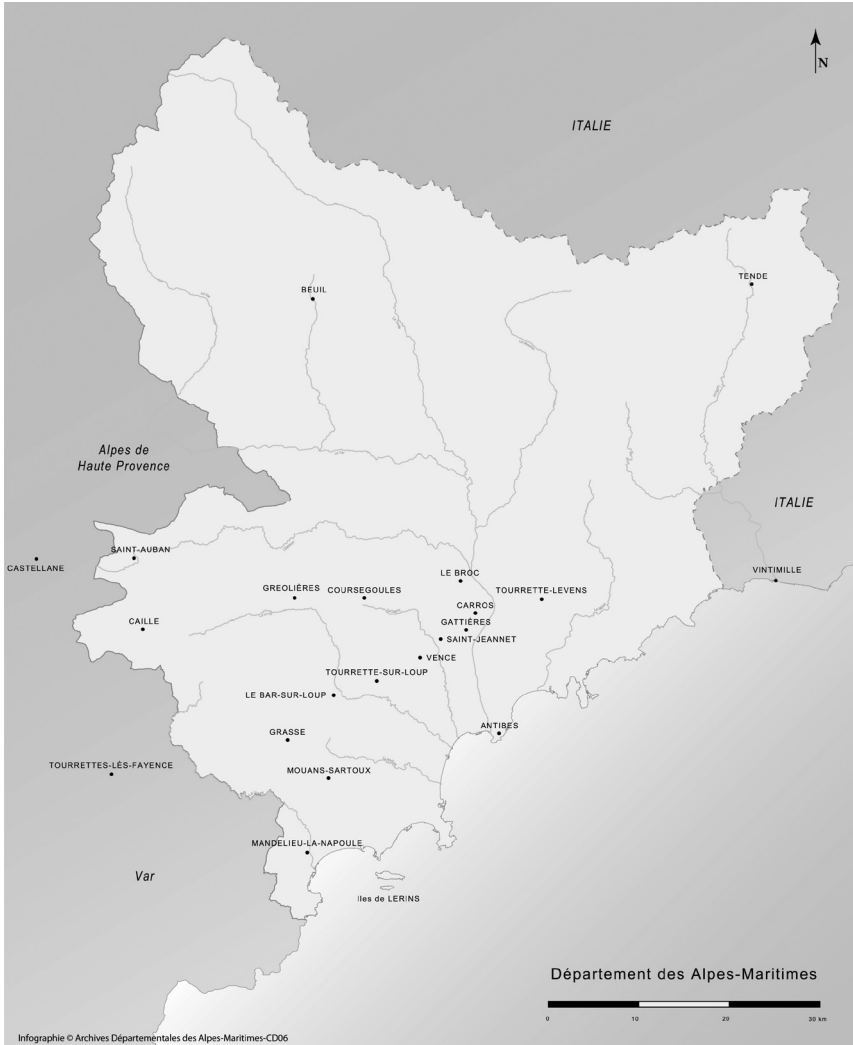 N
ITALIE
TENDE
BEUIL
Alpes de
Haute Provence
ITALIE
SAINT-AUBAN
CASTELLANE
LE BROC
VINTIMILLE
GREOLIÈRES
COURSEGOULES
TOURRETTE-LEVENS
CARROS
CAILLE
GATTIÈRES
SAINT-JEANNET
VENCE
TOURRETTE-SUR-LOUP
LE BAR-SUR-LOUP
ANTIBES
GRASSE
TOURRETTES-LÈS-FAYENCE
MOUANS-SARTOUX
MANDELIEU-LA-NAPOULE
Var
Iles de LERINS
Département des Alpes-Maritimes
0 10 20 30 km
Infographie © Archives Départementales des Alpes-Maritimes-CD06